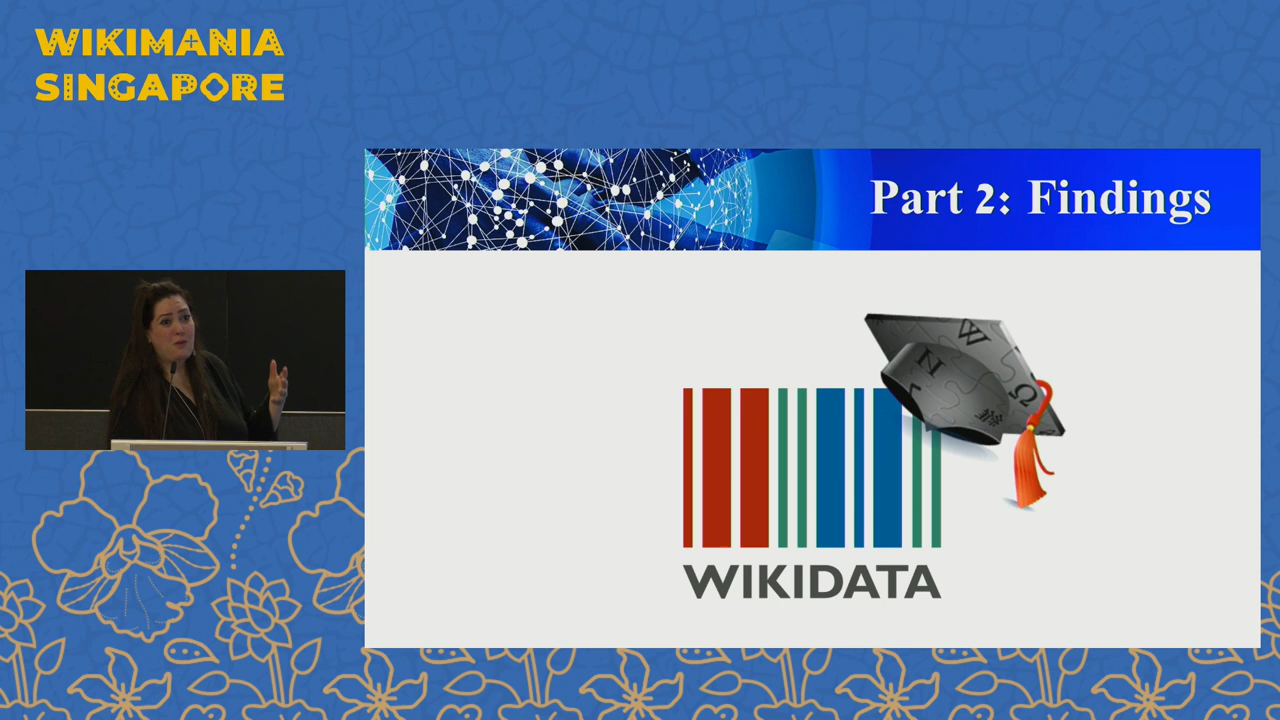 WIKIMANIA
SINGAPORE
Part 2: Findings
W
И
Ω
WIKIDATA